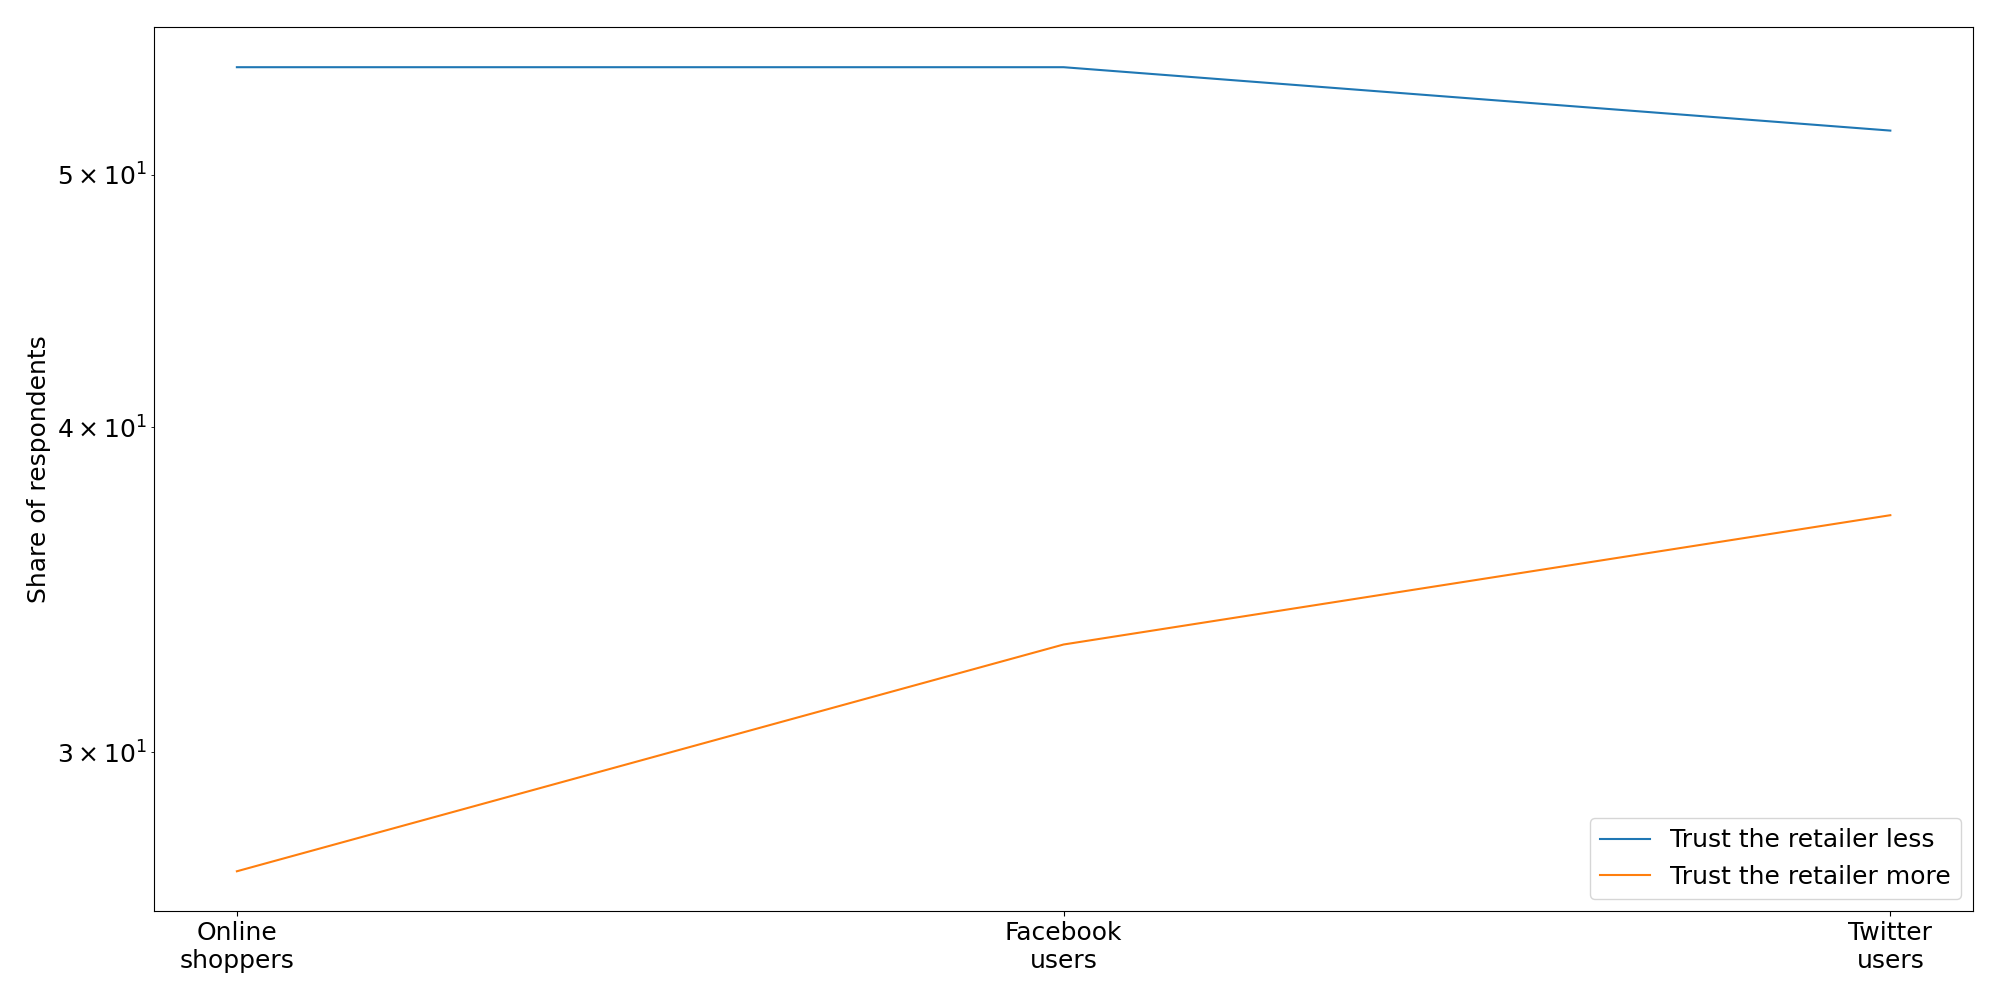 Share of respondents
5 × 10¹
4 × 10¹
3 × 10¹
Trust the retailer less
Trust the retailer more
Online
shoppers
Facebook
users
Twitter
users